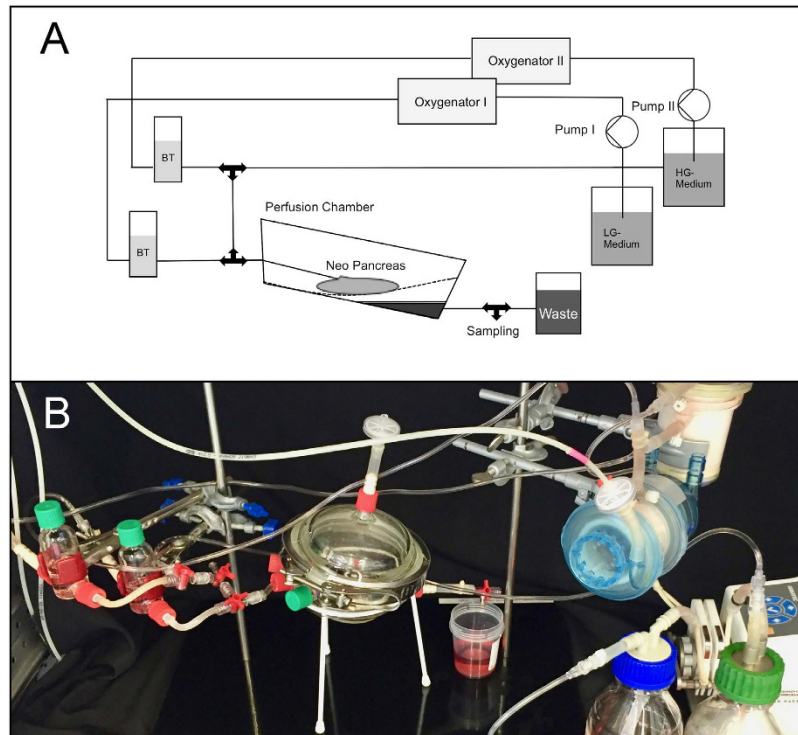 A
Oxygenator II
Oxygenator I
Pump II
Pump I
BT
HG-
Medium
Perfusion Chamber
LG-
Medium
BT
Neo Pancreas
Waste
Sampling
B